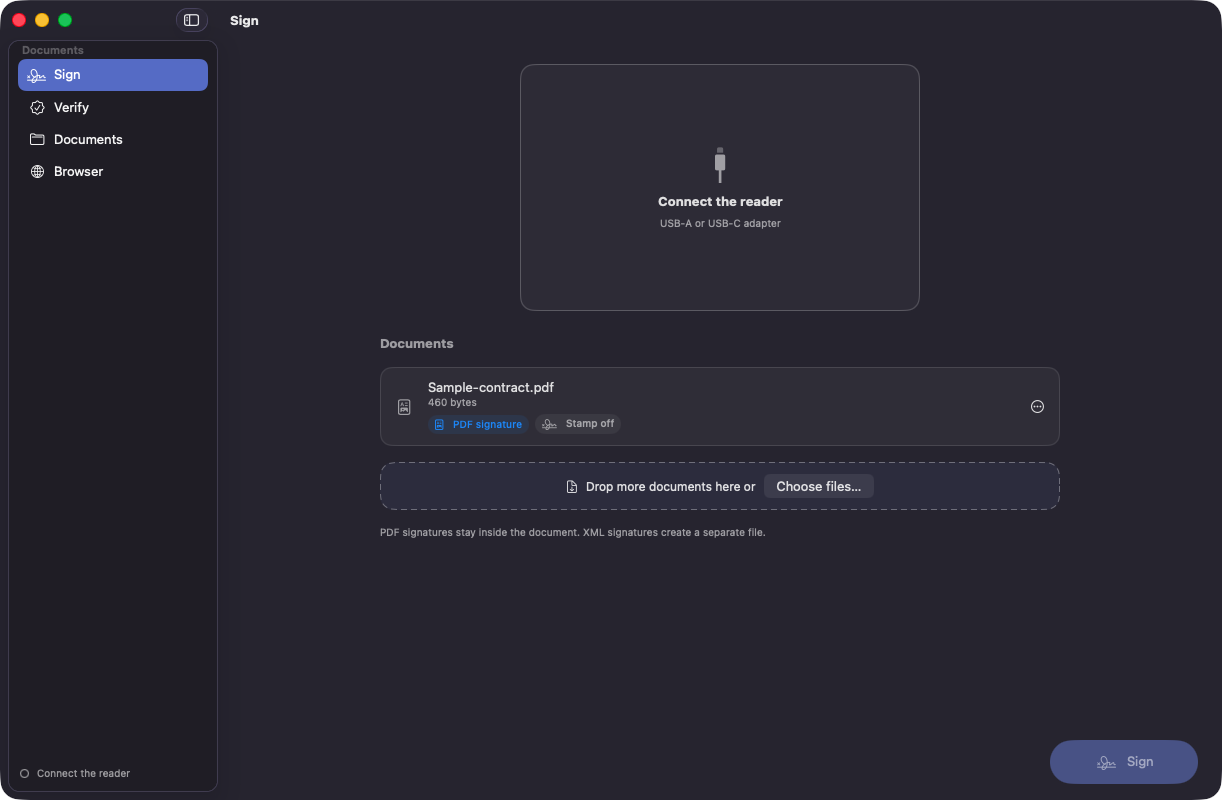 Sign
Documents
Sign
Verify
Documents
Browser
Connect the reader
USB-A or USB-C adapter
Documents
Sample-contract.pdf
460 bytes
PDF signature
Stamp off
Drop more documents here or
Choose files...
PDF signatures stay inside the document. XML signatures create a separate file.
Connect the reader
Sign